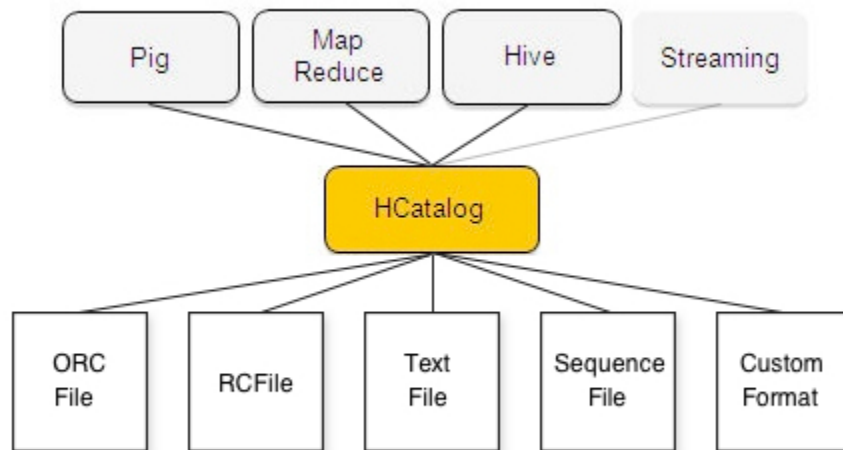 Pig
Map
Reduce
Hive
Streaming
HCatalog
ORC
File
RCFile
Text
File
Sequence
File
Custom
Format